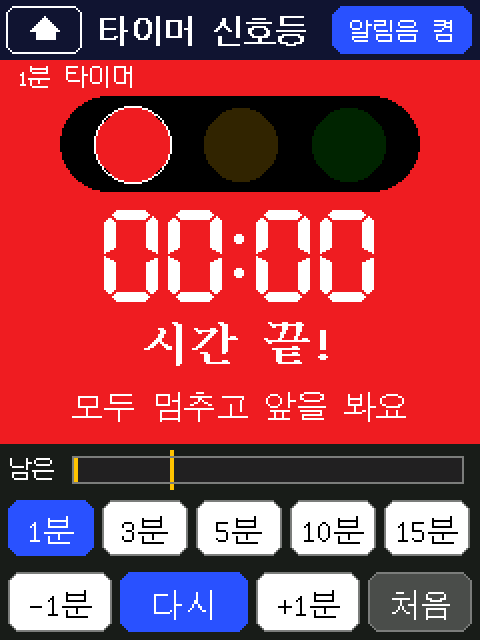 타이머 신호등
알림음 켬
1분 타이머
00:00
시간 끝!
모두 멈추고 앞을 봐요
남은
1분 3분 5분 10분 15분
-1분 다시 +1분 처음